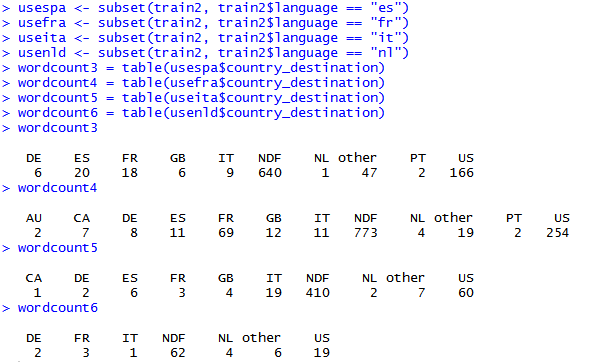 > usespa <- subset(train2, train2$language == "es")
> usefra <- subset(train2, train2$language == "fr")
> useita <- subset(train2, train2$language == "it")
> usenld <- subset(train2, train2$language == "nl")
> wordcount3 = table(usespa$country_destination)
> wordcount4 = table(usefra$country_destination)
> wordcount5 = table(useita$country_destination)
> wordcount6 = table(usenld$country_destination)
> wordcount3
DE ES FR GB IT NDF NL other PT US
6 20 18 6 9 640 1 47 2 166
> wordcount4
AU CA DE ES FR GB IT NDF NL other PT US
2 7 8 11 69 12 11 773 4 19 2 254
> wordcount5
CA DE ES FR GB IT NDF NL other US
1 2 6 3 4 19 410 2 7 60
> wordcount6
DE FR IT NDF NL other US
2 3 1 62 4 6 19